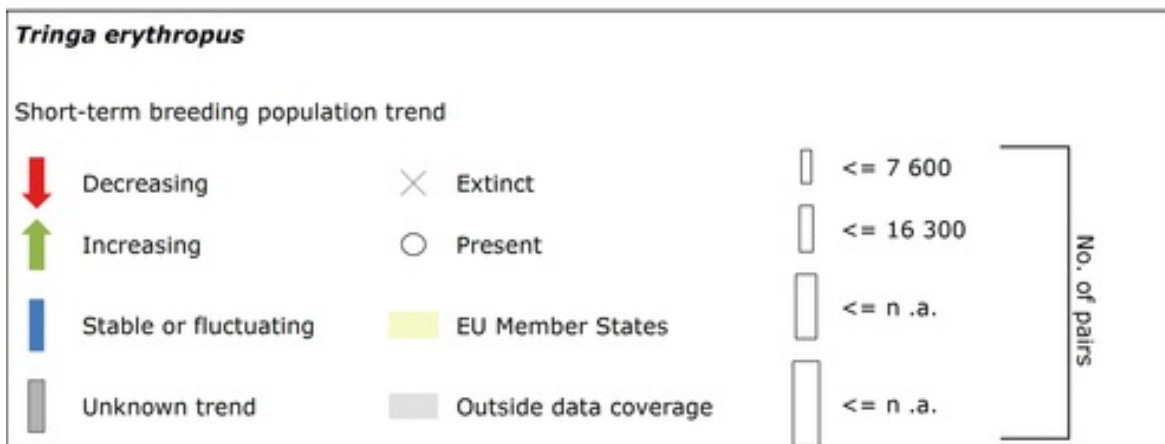 Tringa erythropus
Short-term breeding population trend
Decreasing
Increasing
Stable or fluctuating
Unknown trend
Extinct
Present
EU Member States
Outside data coverage
<= 7 600
<= 16 300
<= n .a.
<= n .a.
No. of pairs